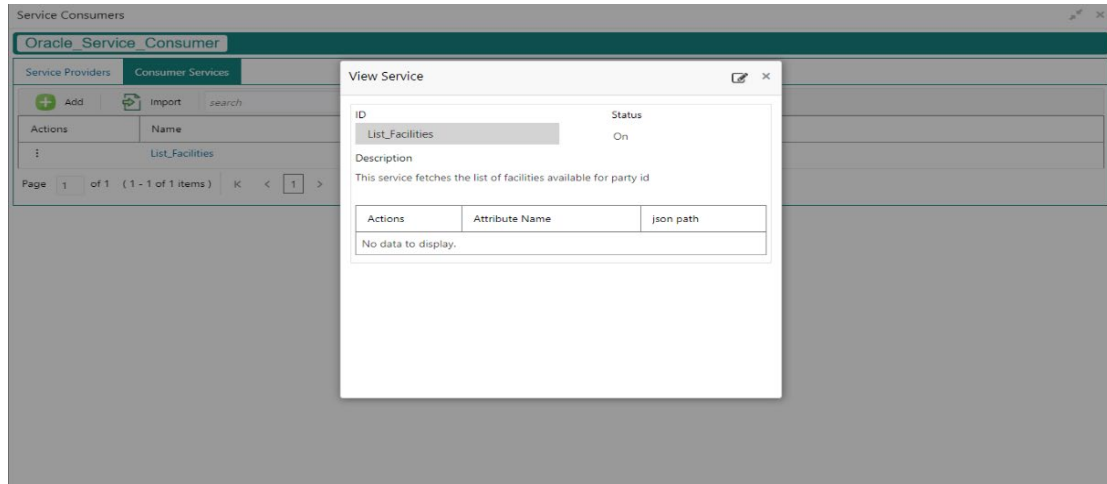 Service Consumers
Oracle_Service_Consumer
Service Providers Consumer Services
Add Import search
Actions Name
List_Facilities
Page 1 of 1 (1 - 1 of 1 items) K < 1 >
View Service
ID Status
List_Facilities On
Description
This service fetches the list of facilities available for party id
Actions Attribute Name json path
No data to display.